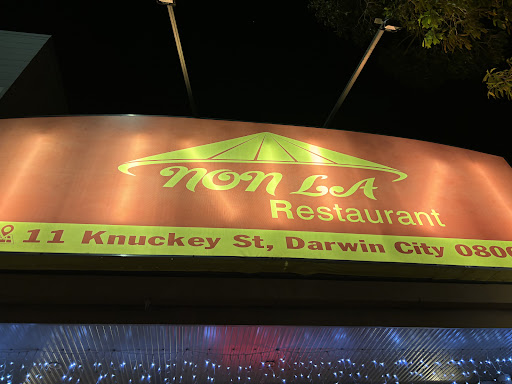 NON LA
Restaurant
11 Knuckey St, Darwin City 0800